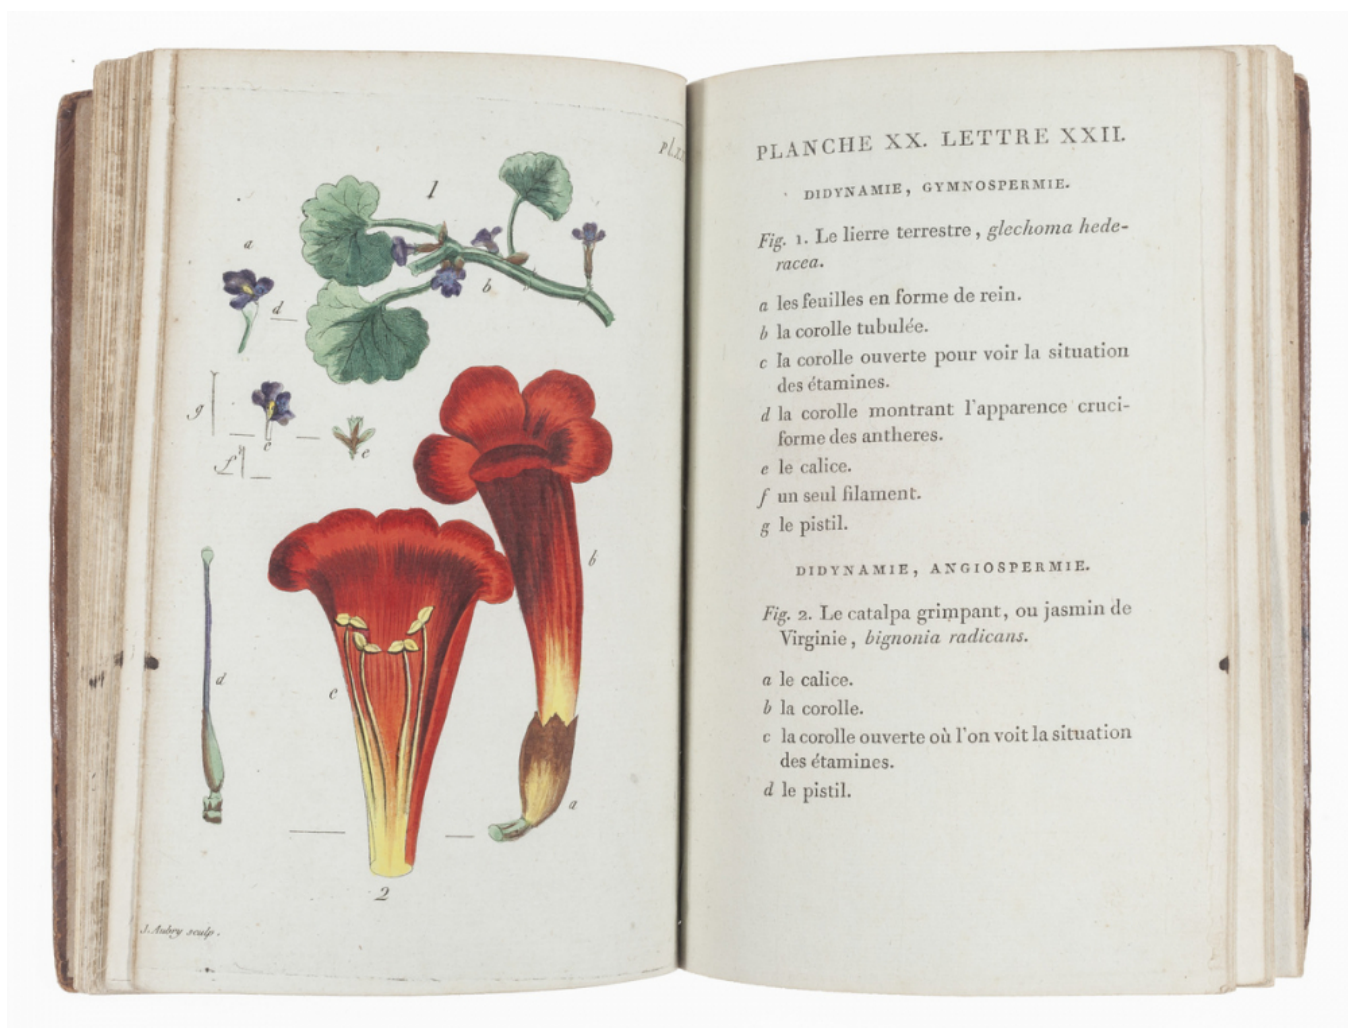 Pl. XX
1
a
d
b
g
c
e
f
b
d
c
a
2
J. Aubry sculp.
PLANCHE XX. LETTRE XXII.
DIDYNAMIE, GYMNOSPERMIE.
Fig. 1. Le lierre terrestre, glechoma hede-
racea.
a les feuilles en forme de rein.
b la corolle tubulée.
c la corolle ouverte pour voir la situation
des étamines.
d la corolle montrant l'apparence cruci-
forme des antheres.
e le calice.
f un seul filament.
g le pistil.
DIDYNAMIE, ANGIOSPERMIE.
Fig. 2. Le catalpa grimpant, ou jasmin de
Virginie, bignonia radicans.
a le calice.
b la corolle.
c la corolle ouverte où l'on voit la situation
des étamines.
d le pistil.